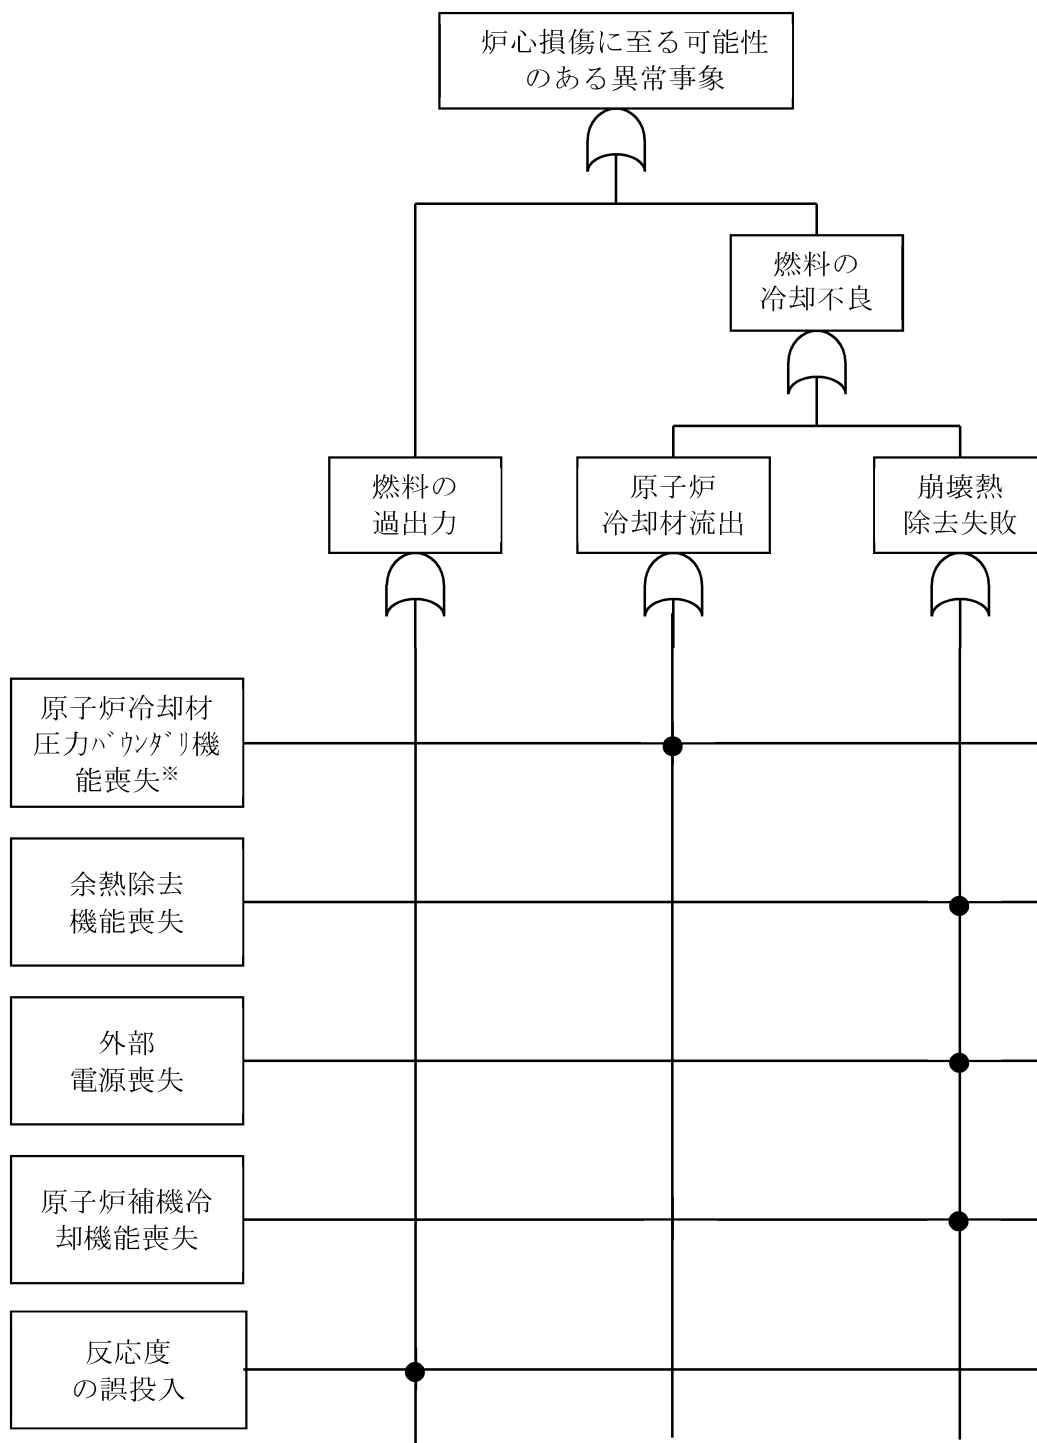 炉心損傷に至る可能性
のある異常事象
燃料の
冷却不良
燃料の
過出力
原子炉
冷却材流出
崩壊熱
除去失敗
原子炉冷却材
圧力ﾊﾞｳﾝﾀﾞﾘ機
能喪失※
余熱除去
機能喪失
外部
電源喪失
原子炉補機冷
却機能喪失
反応度
の誤投入